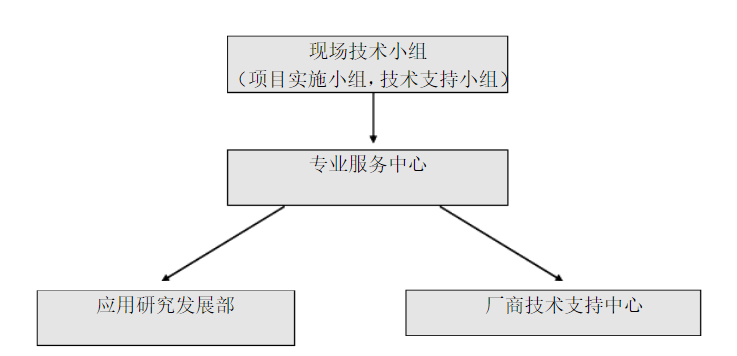 现场技术小组
（项目实施小组,技术支持小组）
专业服务中心
应用研究发展部
厂商技术支持中心